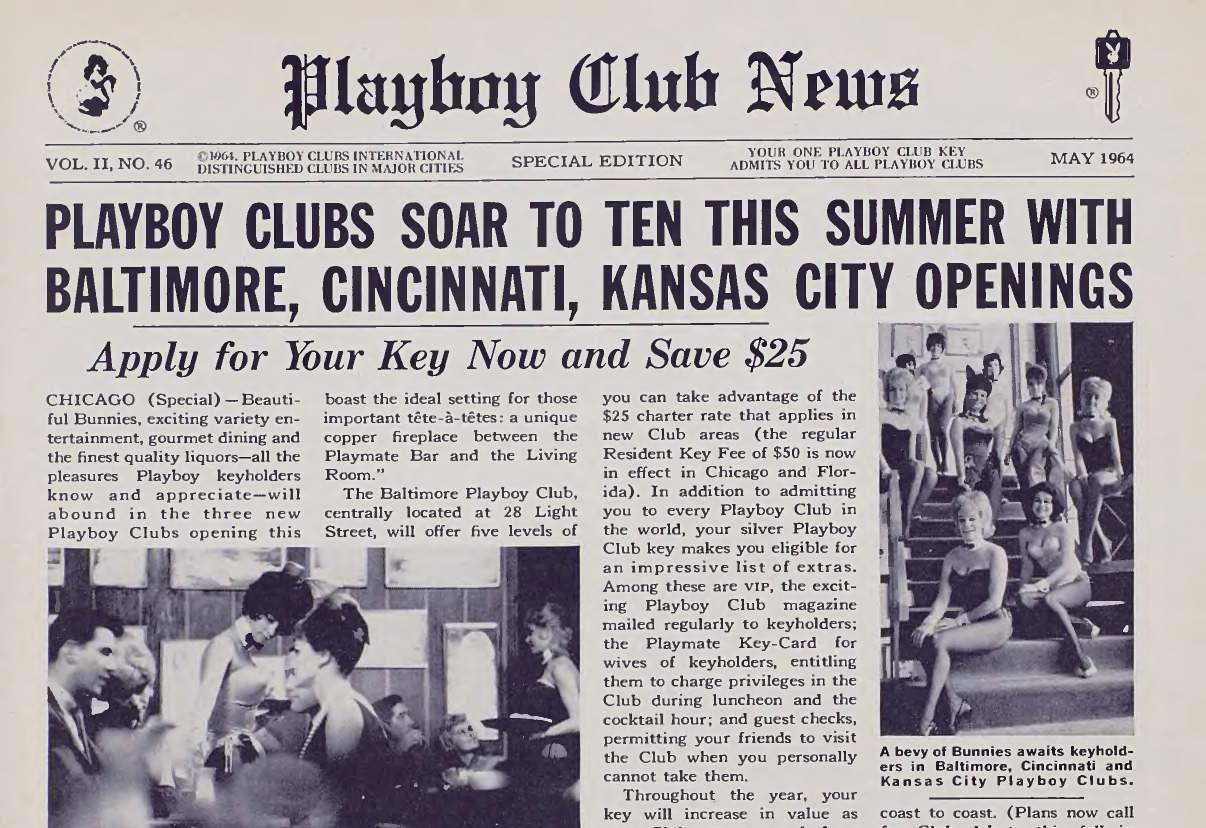 Playboy Club News
®
®
VOL. II, NO. 46
©1964, PLAYBOY CLUBS INTERNATIONAL
DISTINGUISHED CLUBS IN MAJOR CITIES
SPECIAL EDITION
YOUR ONE PLAYBOY CLUB KEY
ADMITS YOU TO ALL PLAYBOY CLUBS
MAY 1964
PLAYBOY CLUBS SOAR TO TEN THIS SUMMER WITH
BALTIMORE, CINCINNATI, KANSAS CITY OPENINGS
Apply for Your Key Now and Save $25
CHICAGO (Special) — Beauti-
ful Bunnies, exciting variety en-
tertainment, gourmet dining and
the finest quality liquors—all the
pleasures Playboy keyholders
know and appreciate—will
abound in the three new
Playboy Clubs opening this
boast the ideal setting for those
important tête-à-têtes: a unique
copper fireplace between the
Playmate Bar and the Living
Room."
The Baltimore Playboy Club,
centrally located at 28 Light
Street, will offer five levels of
you can take advantage of the
$25 charter rate that applies in
new Club areas (the regular
Resident Key Fee of $50 is now
in effect in Chicago and Flor-
ida). In addition to admitting
you to every Playboy Club in
the world, your silver Playboy
Club key makes you eligible for
an impressive list of extras.
Among these are VIP, the excit-
ing Playboy Club magazine
mailed regularly to keyholders;
the Playmate Key-Card for
wives of keyholders, entitling
them to charge privileges in the
Club during luncheon and the
cocktail hour; and guest checks,
permitting your friends to visit
the Club when you personally
cannot take them.
Throughout the year, your
key will increase in value as
A bevy of Bunnies awaits keyhold-
ers in Baltimore, Cincinnati and
Kansas City Playboy Clubs.
coast to coast. (Plans now call